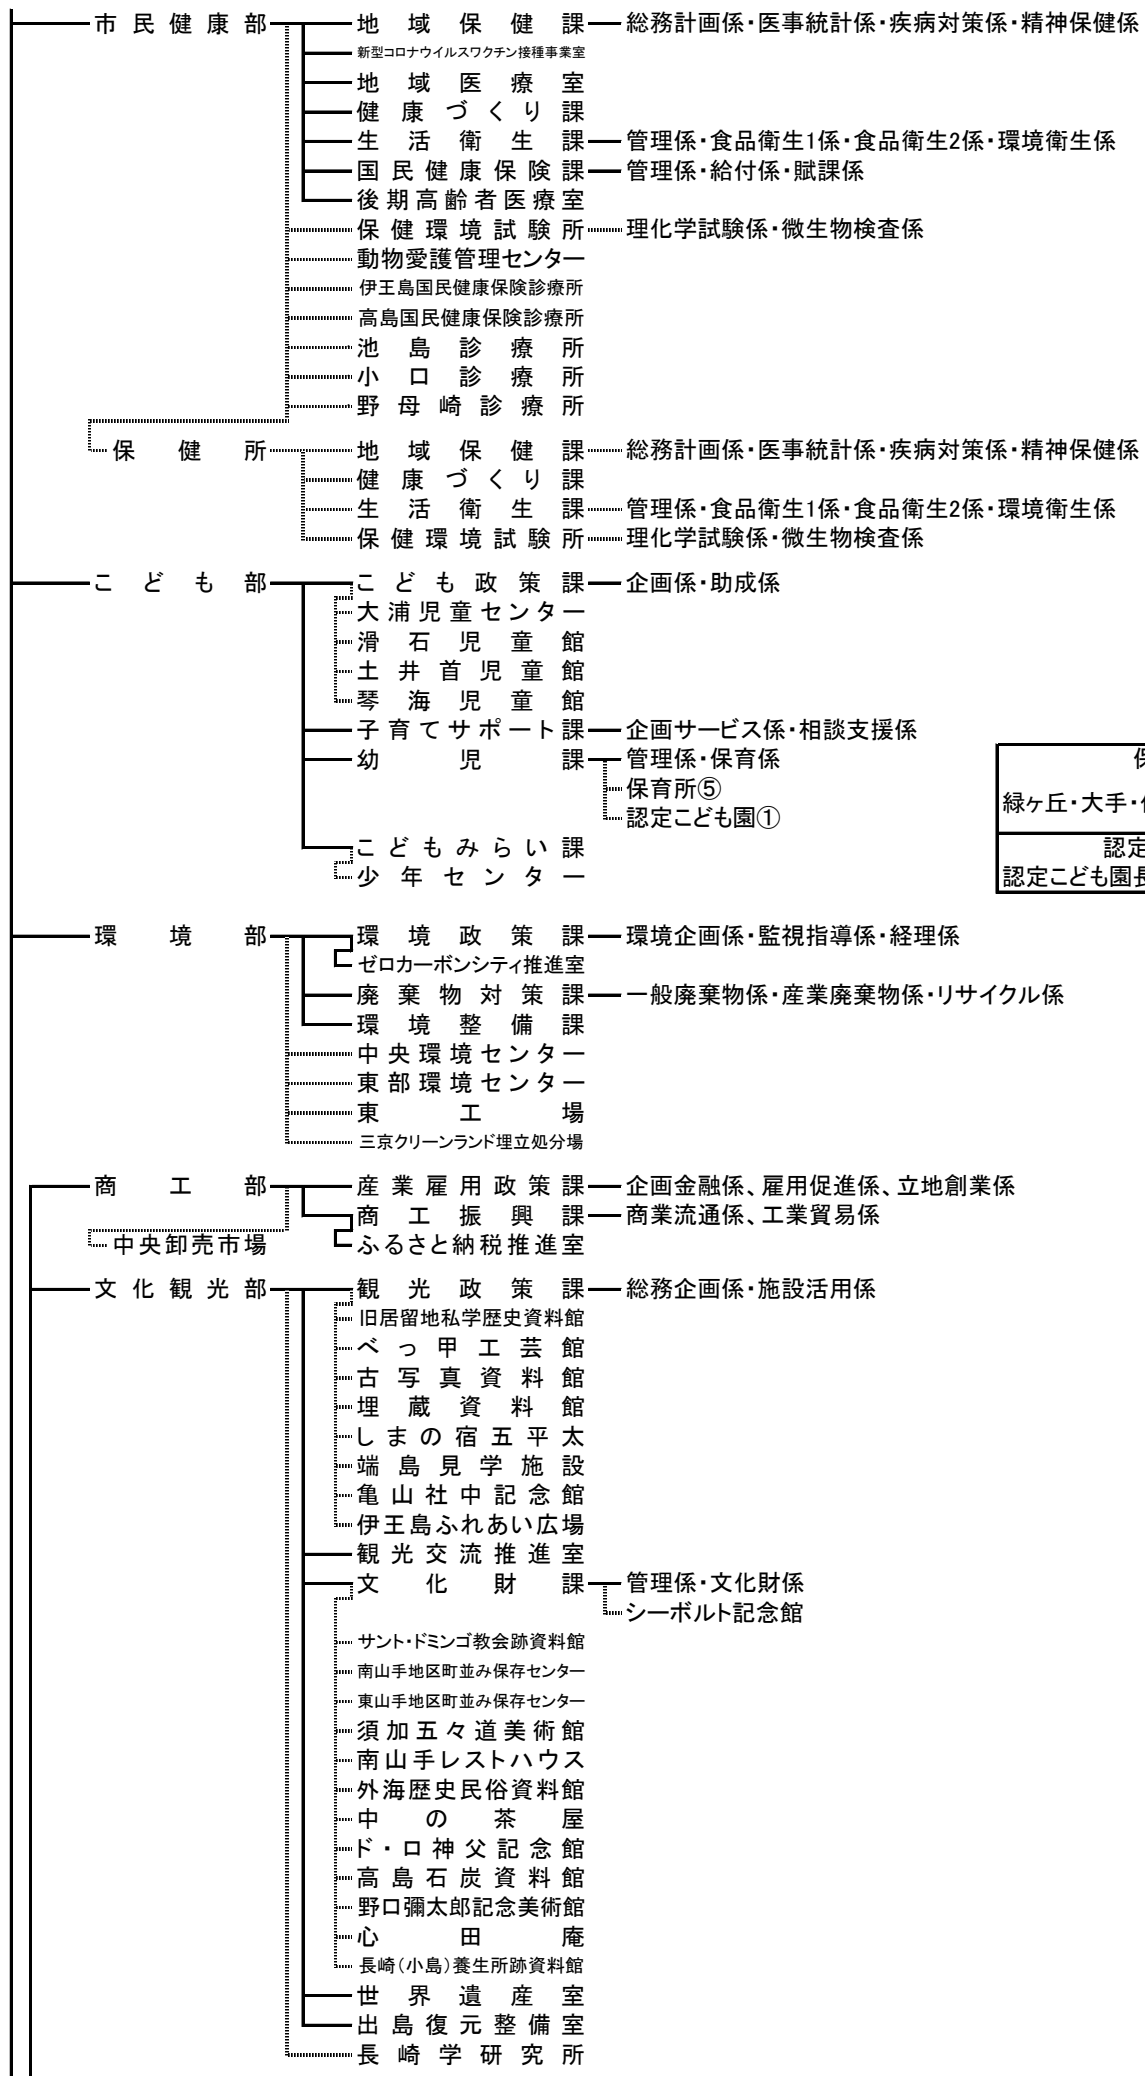 市民健康部 地域保健課 総務計画係・医事統計係・疾病対策係・精神保健係
新型コロナウイルスワクチン接種事業室
地域医療室
健康づくり課
生活衛生課 管理係・食品衛生1係・食品衛生2係・環境衛生係
国民健康保険課 管理係・給付係・賦課係
後期高齢者医療室
保健環境試験所 理化学試験係・微生物検査係
動物愛護管理センター
伊王島国民健康保険診療所
高島国民健康保険診療所
池島診療所
小口診療所
野母崎診療所
保健所 地域保健課 総務計画係・医事統計係・疾病対策係・精神保健係
健康づくり課
生活衛生課 管理係・食品衛生1係・食品衛生2係・環境衛生係
保健環境試験所 理化学試験係・微生物検査係
こども部 こども政策課 企画係・助成係
大浦児童センター
滑石児童館
土井首児童館
琴海児童館
子育てサポート課 企画サービス係・相談支援係
幼児課 管理係・保育係
保育所⑤
緑ヶ丘・大手・
認定こども園①
こどもみらい課 認定
少年センター 認定こども園長
環境部 環境政策課 環境企画係・監視指導係・経理係
ゼロカーボンシティ推進室
廃棄物対策課 一般廃棄物係・産業廃棄物係・リサイクル係
環境整備課
中央環境センター
東部環境センター
東工場
三京クリーンランド埋立処分場
商工部 産業雇用政策課 企画金融係、雇用促進係、立地創業係
商工振興課 商業流通係、工業貿易係
中央卸売市場 ふるさと納税推進室
文化観光部 観光政策課 総務企画係・施設活用係
旧居留地私学歴史資料館
べっ甲工芸館
古写真資料館
埋蔵資料館
しまの宿五平太
端島見学施設
亀山社中記念館
伊王島ふれあい広場
観光交流推進室
文化財課 管理係・文化財係
シーボルト記念館
サント・ドミンゴ教会跡資料館
南山手地区町並み保存センター
東山手地区町並み保存センター
須加五々道美術館
南山手レストハウス
外海歴史民俗資料館
中の茶屋
ド・ロ神父記念館
高島石炭資料館
野口彌太郎記念美術館
心田庵
長崎(小島)養生所跡資料館
世界遺産室
出島復元整備室
長崎学研究所